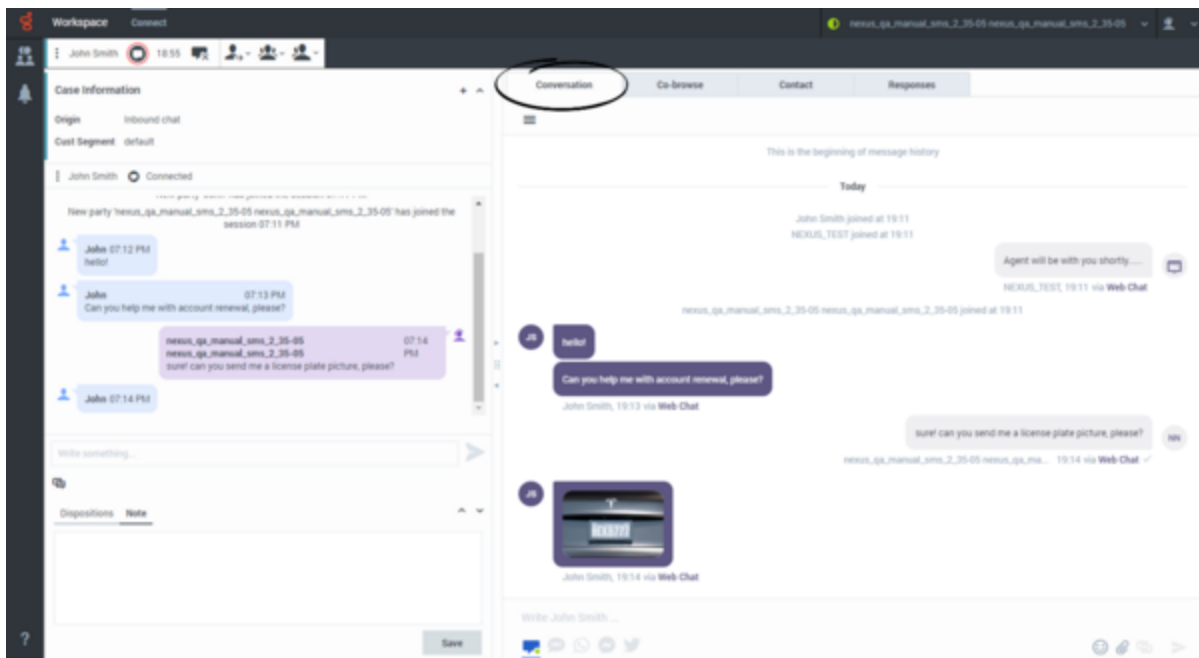 Workspace Connect
nexus_qa_manual_sms_2_35-05 nexus_qa_manual_sms_2_35-05
John Smith 18:55
Case Information
Origin Inbound chat
Cust Segment default
John Smith Connected
New party 'nexus_qa_manual_sms_2_35-05 nexus_qa_manual_sms_2_35-05' has joined the
session 07:11 PM
John 07:12 PM
hello!
John 07:13 PM
Can you help me with account renewal, please?
nexus_qa_manual_sms_2_35-05 07:14
nexus_qa_manual_sms_2_35-05 PM
sure! can you send me a license plate picture, please?
John 07:14 PM
Write something...
Dispositions Note
Save
?
Conversation Co-browse Contact Responses
This is the beginning of message history
Today
John Smith joined at 19:11
NEXUS_TEST joined at 19:11
Agent will be with you shortly......
NEXUS_TEST, 19:11 via Web Chat
nexus_qa_manual_sms_2_35-05 nexus_qa_manual_sms_2_35-05 joined at 19:11
JS
hello!
Can you help me with account renewal, please?
John Smith, 19:13 via Web Chat
sure! can you send me a license plate picture, please?
NN
nexus_qa_manual_sms_2_35-05 nexus_qa_ma... 19:14 via Web Chat
JS
John Smith, 19:14 via Web Chat
Write John Smith ...